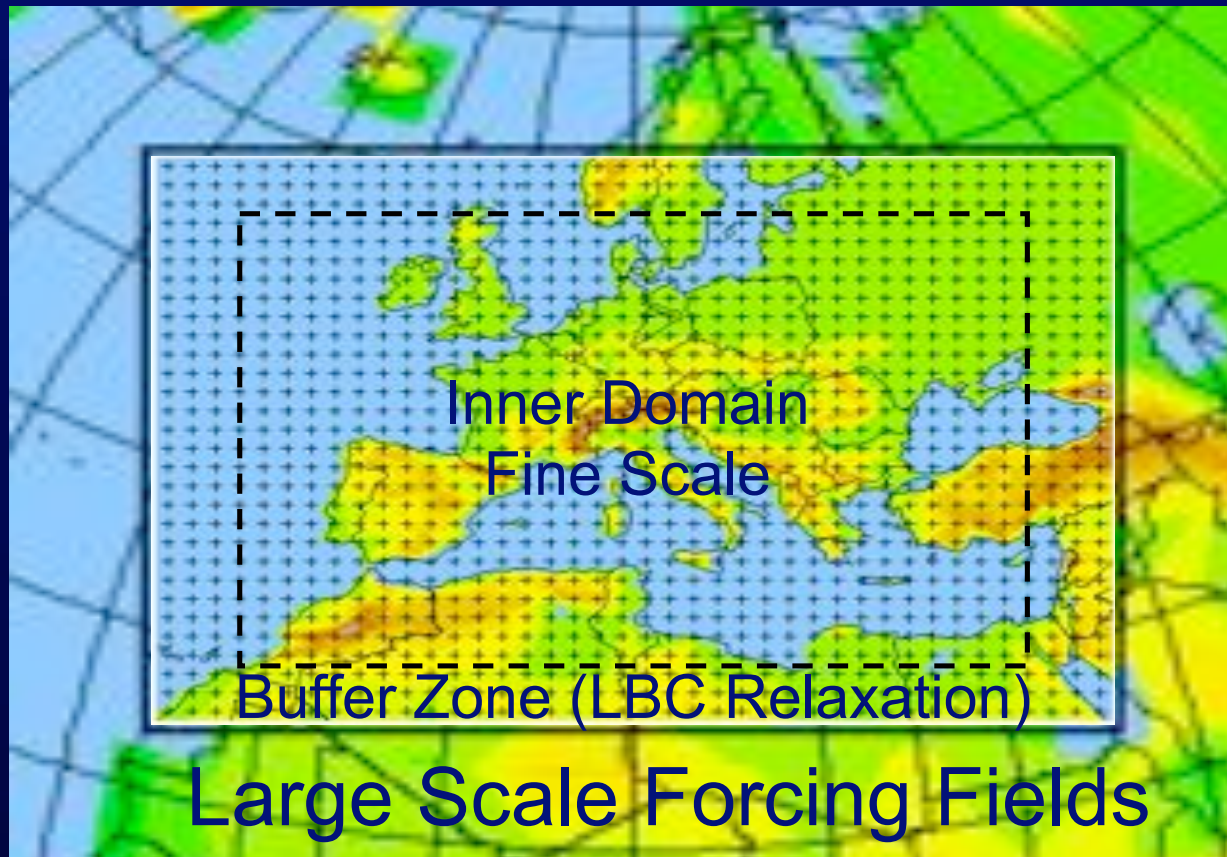 Inner Domain
Fine Scale
Buffer Zone (LBC Relaxation)
Large Scale Forcing Fields